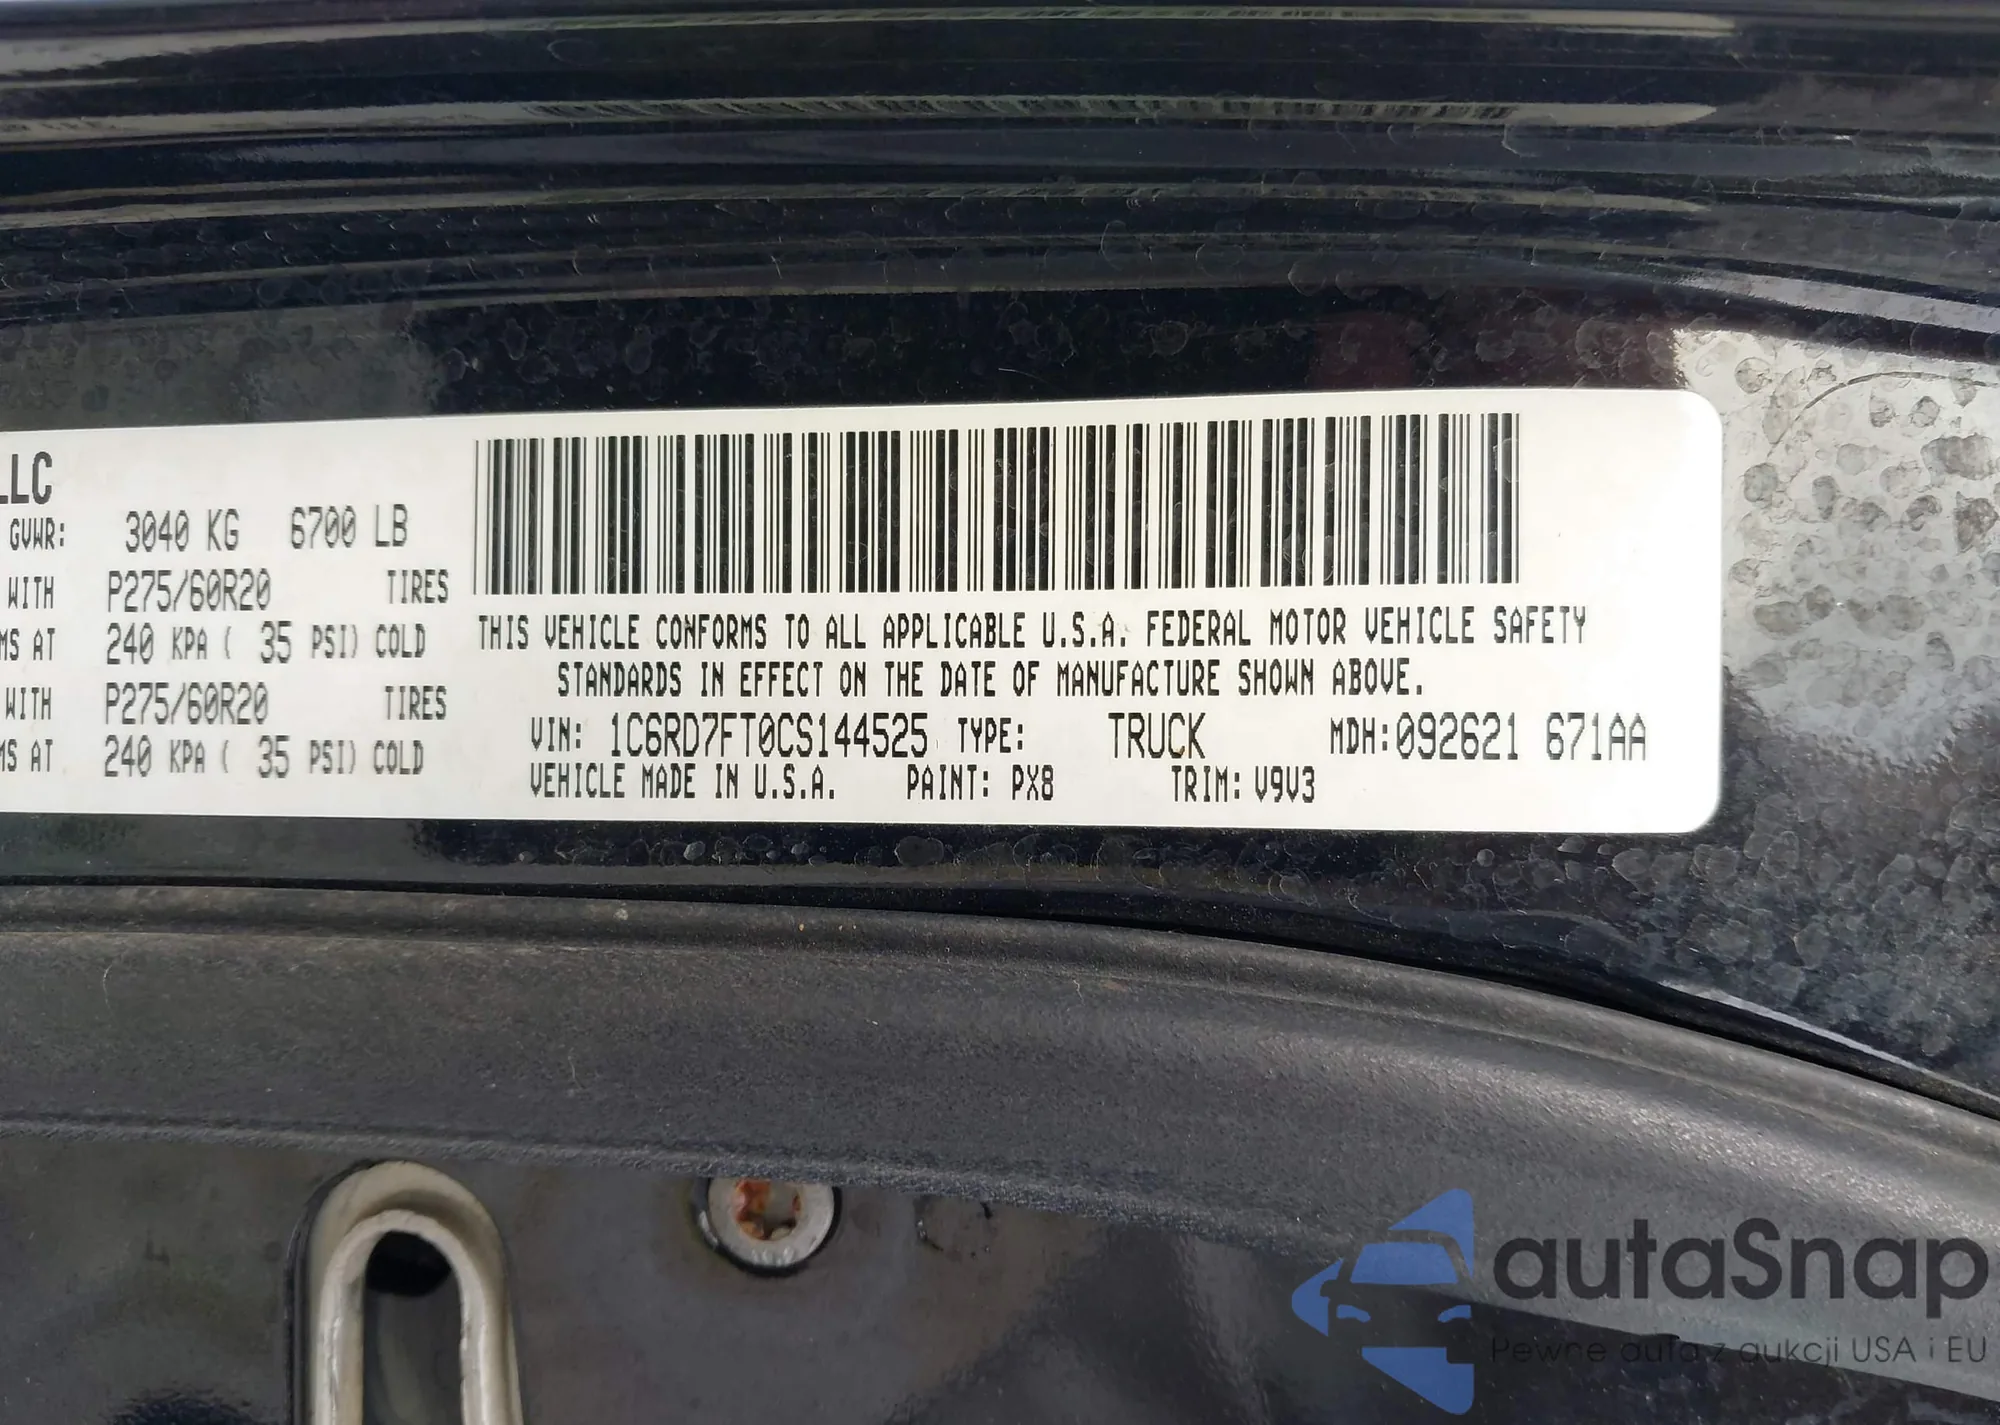 LLC
GVWR: 3040 KG 6700 LB
WITH P275/60R20 TIRES
MS AT 240 KPA ( 35 PSI) COLD
WITH P275/60R20 TIRES
MS AT 240 KPA ( 35 PSI) COLD
THIS VEHICLE CONFORMS TO ALL APPLICABLE U.S.A. FEDERAL MOTOR VEHICLE SAFETY
STANDARDS IN EFFECT ON THE DATE OF MANUFACTURE SHOWN ABOVE.
VIN: 1C6RD7FT0CS144525 TYPE: TRUCK MDH:092621 671AA
VEHICLE MADE IN U.S.A. PAINT: PX8 TRIM: V9V3
autaSnap
Pewne auta z aukcji USA i EU